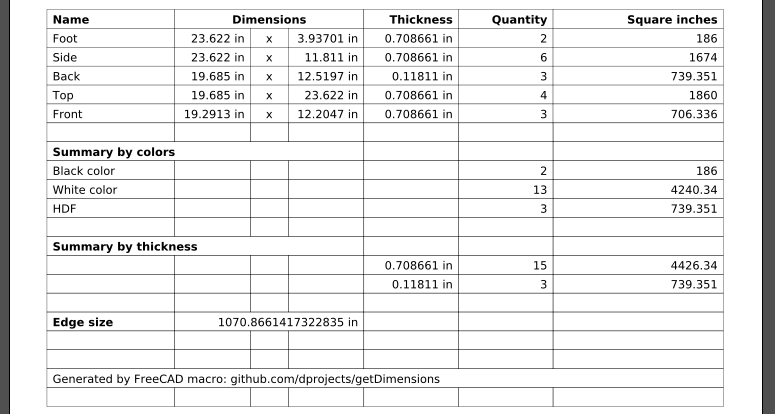 Name Dimensions Thickness Quantity Square inches
Foot 23.622 in x 3.93701 in 0.708661 in 2 186
Side 23.622 in x 11.811 in 0.708661 in 6 1674
Back 19.685 in x 12.5197 in 0.11811 in 3 739.351
Top 19.685 in x 23.622 in 0.708661 in 4 1860
Front 19.2913 in x 12.2047 in 0.708661 in 3 706.336
Summary by colors
Black color 2 186
White color 13 4240.34
HDF 3 739.351
Summary by thickness
0.708661 in 15 4426.34
0.11811 in 3 739.351
Edge size 1070.8661417322835 in
Generated by FreeCAD macro: github.com/dprojects/getDimensions